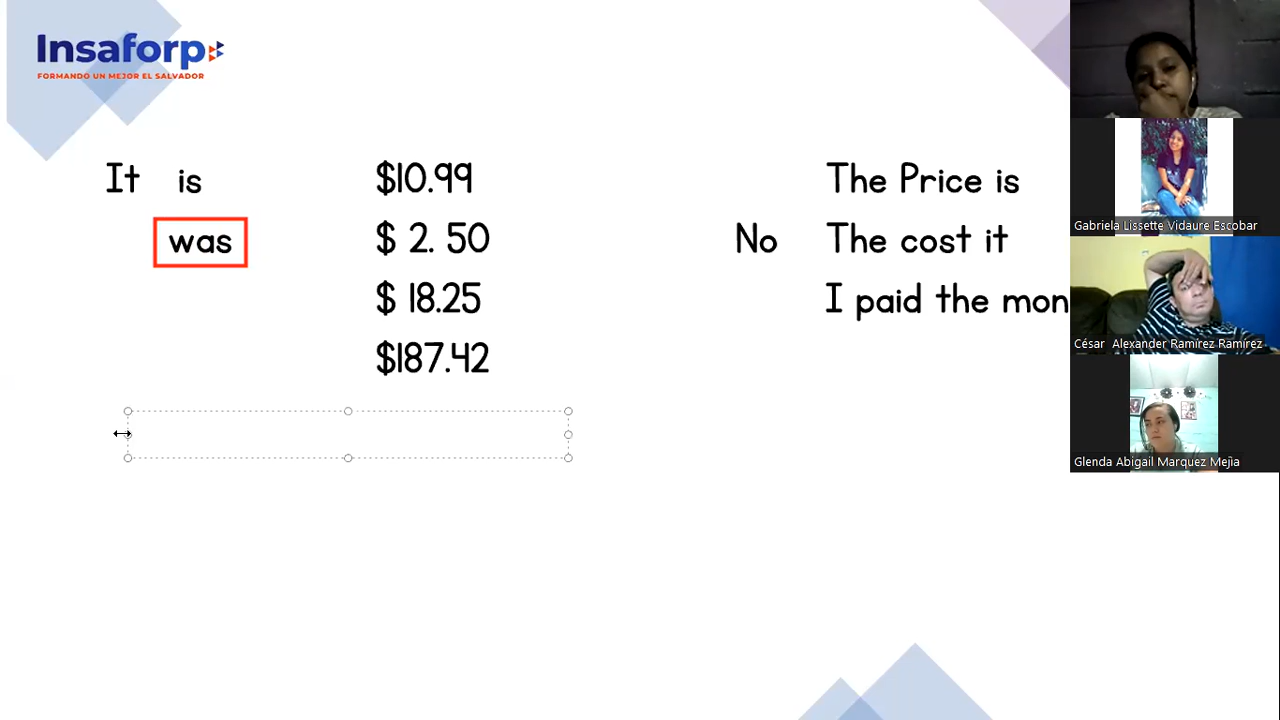 Insaforp
FORMANDO UN MEJOR EL SALVADOR
It is $10.99 The Price is
was $ 2. 50 No The cost it
$ 18.25 I paid the mon
$187.42
Gabriela Lissette Vidaure Escobar
César Alexander Ramirez Ramirez
Glenda Abigail Marquez Mejia